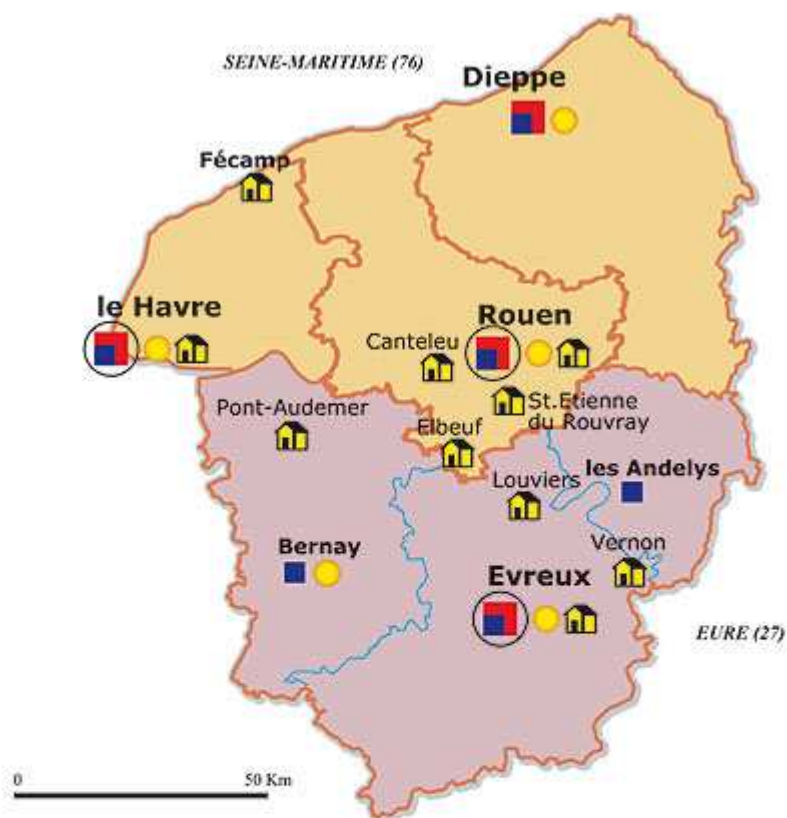 SEINE-MARITIME (76)
Dieppe
Fécamp
le Havre
Rouen
Canteleu
St.Etienne
du Rouvray
Pont-Audemer
Elbeuf
Louviers
les Andelys
Bernay
Vernon
Evreux
EURE (27)
0
50 Km